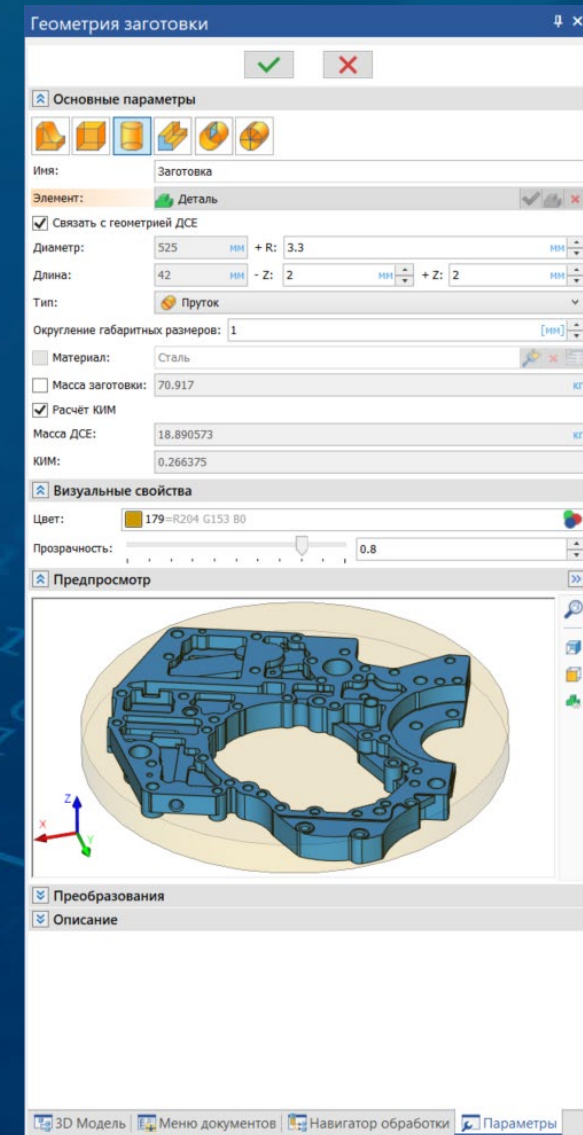 Геометрия заготовки
Основные параметры
Имя: Заготовка
Элемент: Деталь
Связать с геометрией ДСЕ
Диаметр: 525 мм + R: 3.3 мм
Длина: 42 мм - Z: 2 мм + Z: 2 мм
Тип: Пруток
Округление габаритных размеров: 1 [мм]
Материал: Сталь
Масса заготовки: 70.917 кг
Расчёт КИМ
Масса ДСЕ: 18.890573 кг
КИМ: 0.266375
Визуальные свойства
Цвет: 179=R204 G153 B0
Прозрачность: 0.8
Предпросмотр
Z
X
Y
Преобразования
Описание
3D Модель Меню документов Навигатор обработки Параметры